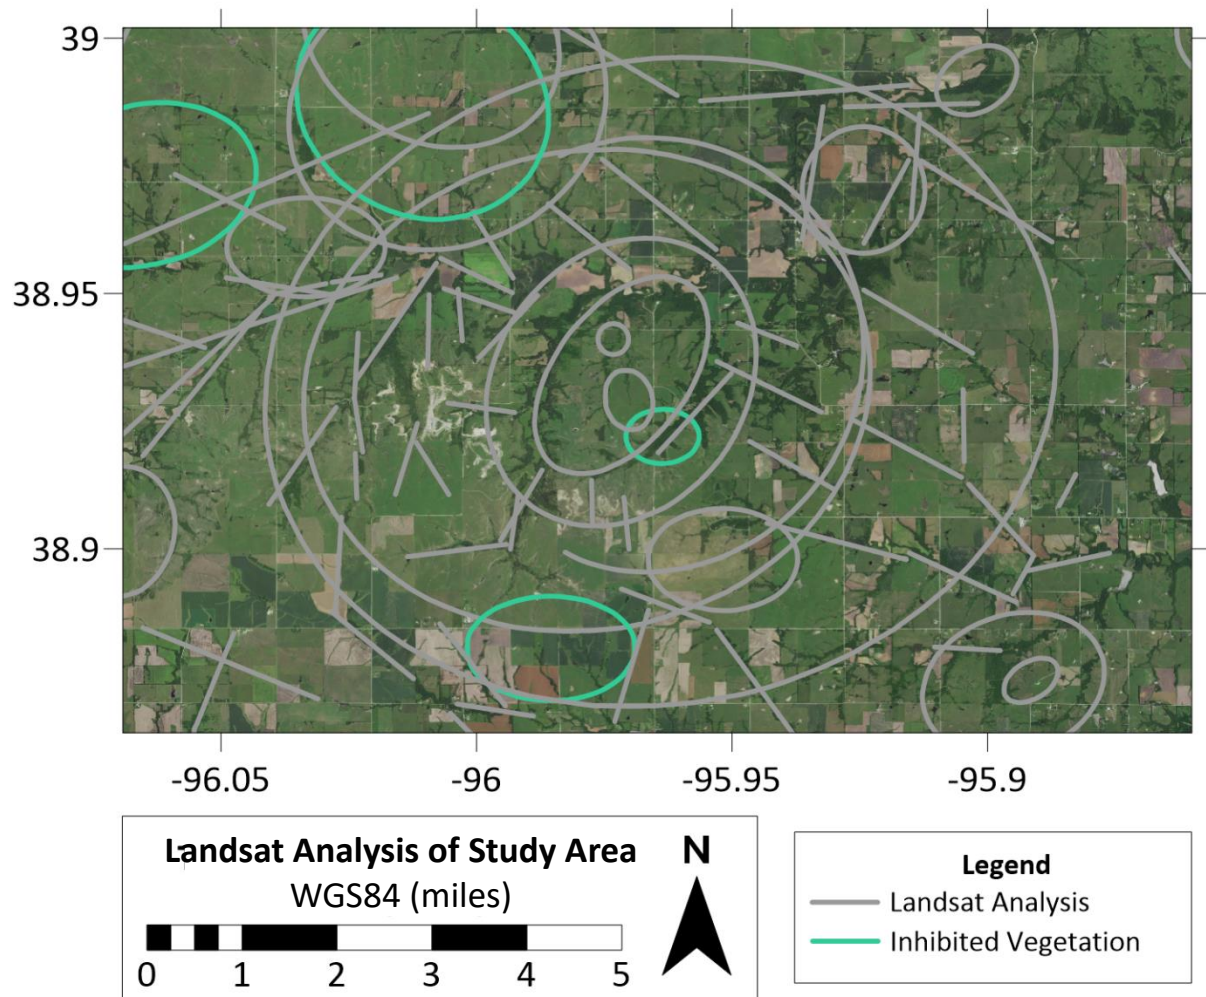 39
38.95
38.9
-96.05 -96 -95.95 -95.9
Landsat Analysis of Study Area
WGS84 (miles)
0 1 2 3 4 5
N
Legend
Landsat Analysis
Inhibited Vegetation